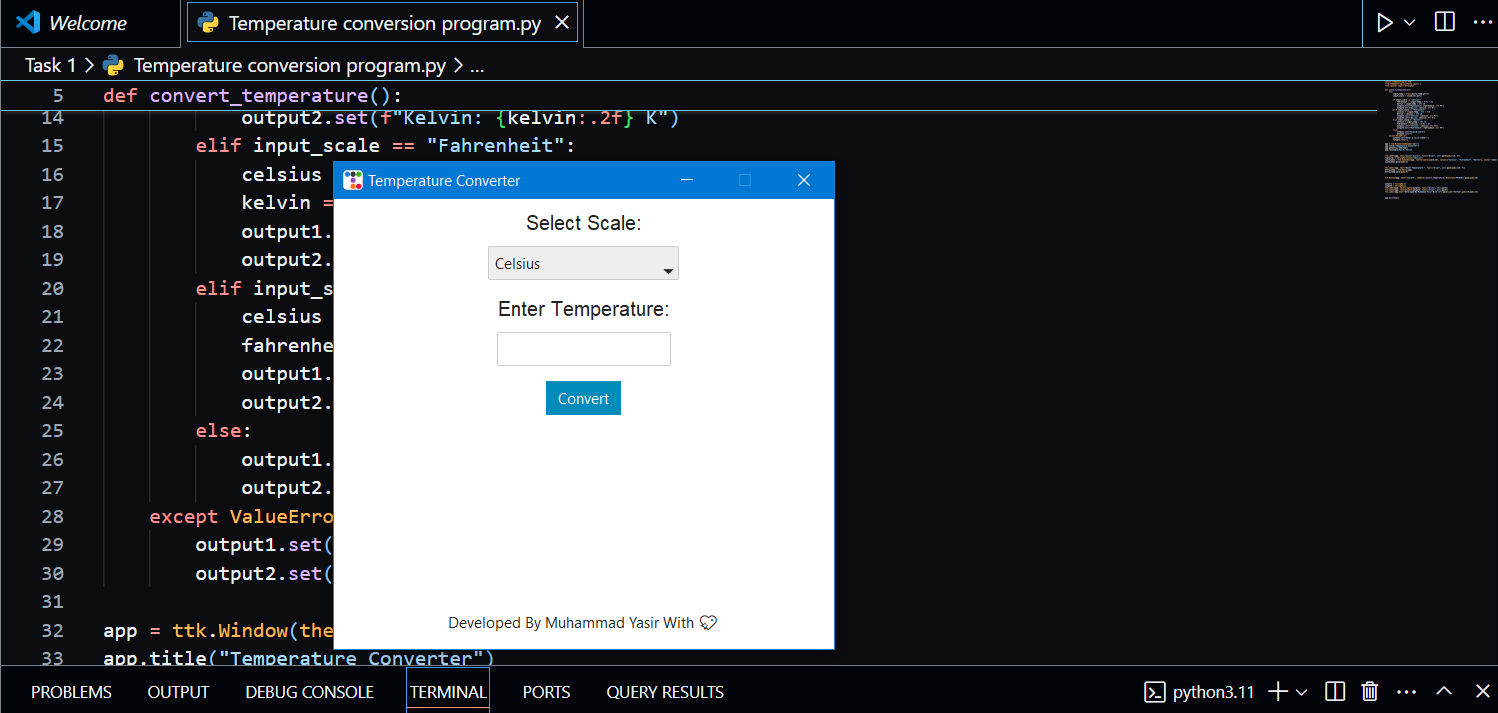 Welcome
Temperature conversion program.py
Task 1 > Temperature conversion program.py > ...
5 def convert_temperature():
14 output2.set(f"Kelvin: {kelvin:.2f} K")
15 elif input_scale == "Fahrenheit":
16 celsius
17 kelvin =
18 output1.
19 output2.
20 elif input_s
21 celsius
22 fahrenhe
23 output1.
24 output2.
25 else:
26 output1.
27 output2.
28 except ValueErro
29 output1.set(
30 output2.set(
31
32 app = ttk.Window(the
33 app.title("Temperature Converter")
Temperature Converter
Select Scale:
Celsius
Enter Temperature:
Convert
Developed By Muhammad Yasir With
PROBLEMS OUTPUT DEBUG CONSOLE TERMINAL PORTS QUERY RESULTS
python3.11